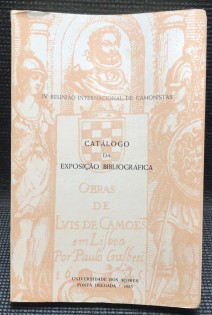 IV REUNIÃO INTERNACIONAL DE CAMONISTAS
CATÁLOGO
DA
EXPOSIÇÃO BIBLIOGRÁFICA
OBRAS
DE
LUIS DE CAMÕES
em Lisboa
Por Paulo Craesbeeck
UNIVERSIDADE DOS AÇORES
PONTA DELGADA